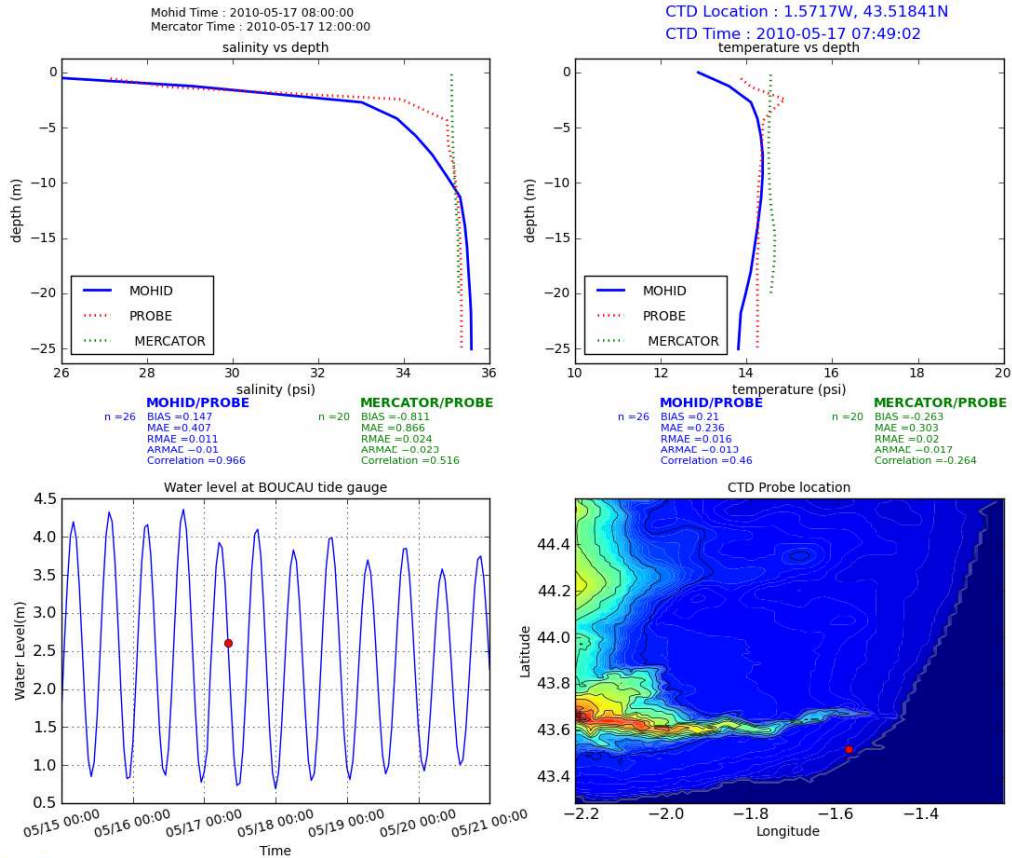 Mohid Time : 2010-05-17 08:00:00
Mercator Time : 2010-05-17 12:00:00
CTD Location : 1.5717W, 43.51841N
CTD Time : 2010-05-17 07:49:02
salinity vs depth
0
−5
−10
−15
−20
−25
depth (m)
MOHID
PROBE
MERCATOR
26 28 30 32 34 36
salinity (psi)
temperature vs depth
0
−5
−10
−15
−20
−25
depth (m)
MOHID
PROBE
MERCATOR
10 12 14 16 18 20
temperature (psi)
MOHID/PROBE
n =26 BIAS =0.147
MAE =0.407
RMAE =0.011
ARMAE =0.01
Correlation =0.966
MERCATOR/PROBE
n =20 BIAS=-0.811
MAE =0.866
RMAE =0.024
ARMAE =0.023
Correlation =0.516
MOHID/PROBE
n =26 BIAS =0.21
MAE =0.236
RMAE =0.016
ARMAE =0.013
Correlation =0.46
MERCATOR/PROBE
n =20 BIAS=-0.263
MAE =0.303
RMAE =0.02
ARMAE =0.017
Correlation=-0.264
Water level at BOUCAU tide gauge
4.5
4.0
3.5
3.0
2.5
2.0
1.5
1.0
0.5
Water Level(m)
05/15 00:00 05/16 00:00 05/17 00:00 05/18 00:00 05/19 00:00 05/20 00:00 05/21 00:00
Time
CTD Probe location
44.4
44.2
44.0
43.8
43.6
43.4
Latitude
−2.2 −2.0 −1.8 −1.6 −1.4
Longitude